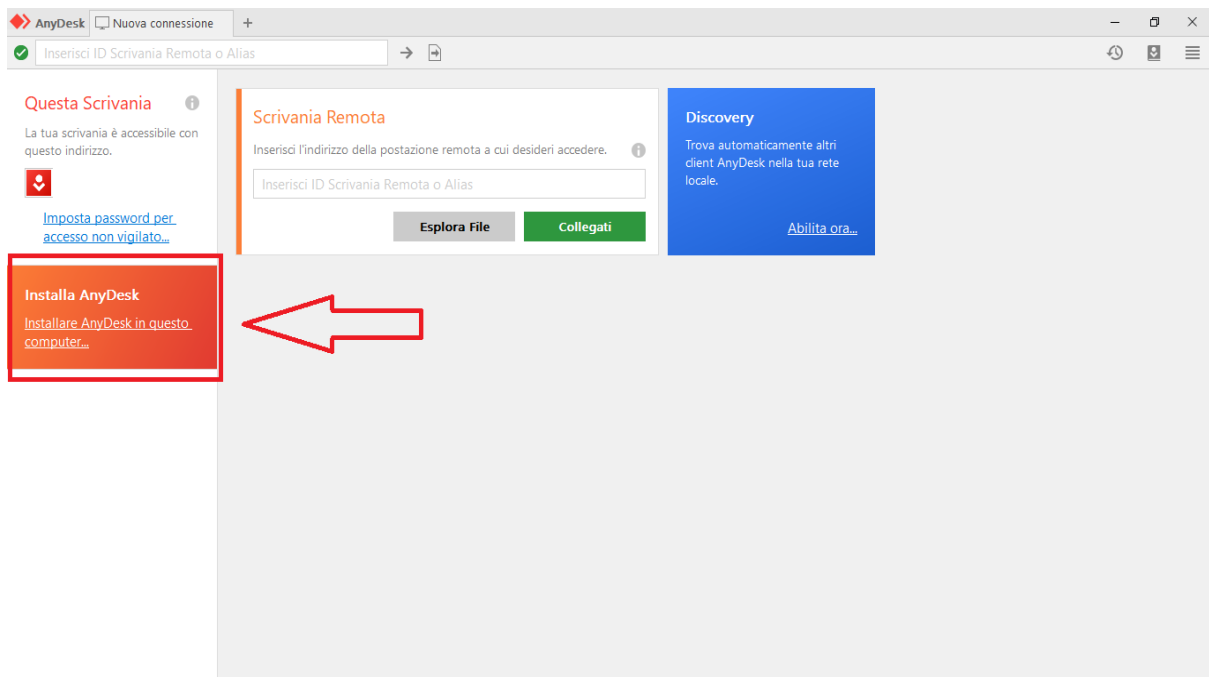 AnyDesk
Nuova connessione
Inserisci ID Scrivania Remota o Alias
Questa Scrivania
La tua scrivania è accessibile con
questo indirizzo.
Imposta password per
accesso non vigilato...
Installa AnyDesk
Installare AnyDesk in questo
computer...
Scrivania Remota
Inserisci l'indirizzo della postazione remota a cui desideri accedere.
Inserisci ID Scrivania Remota o Alias
Esplora File
Collegati
Discovery
Trova automaticamente altri
client AnyDesk nella tua rete
locale.
Abilita ora...